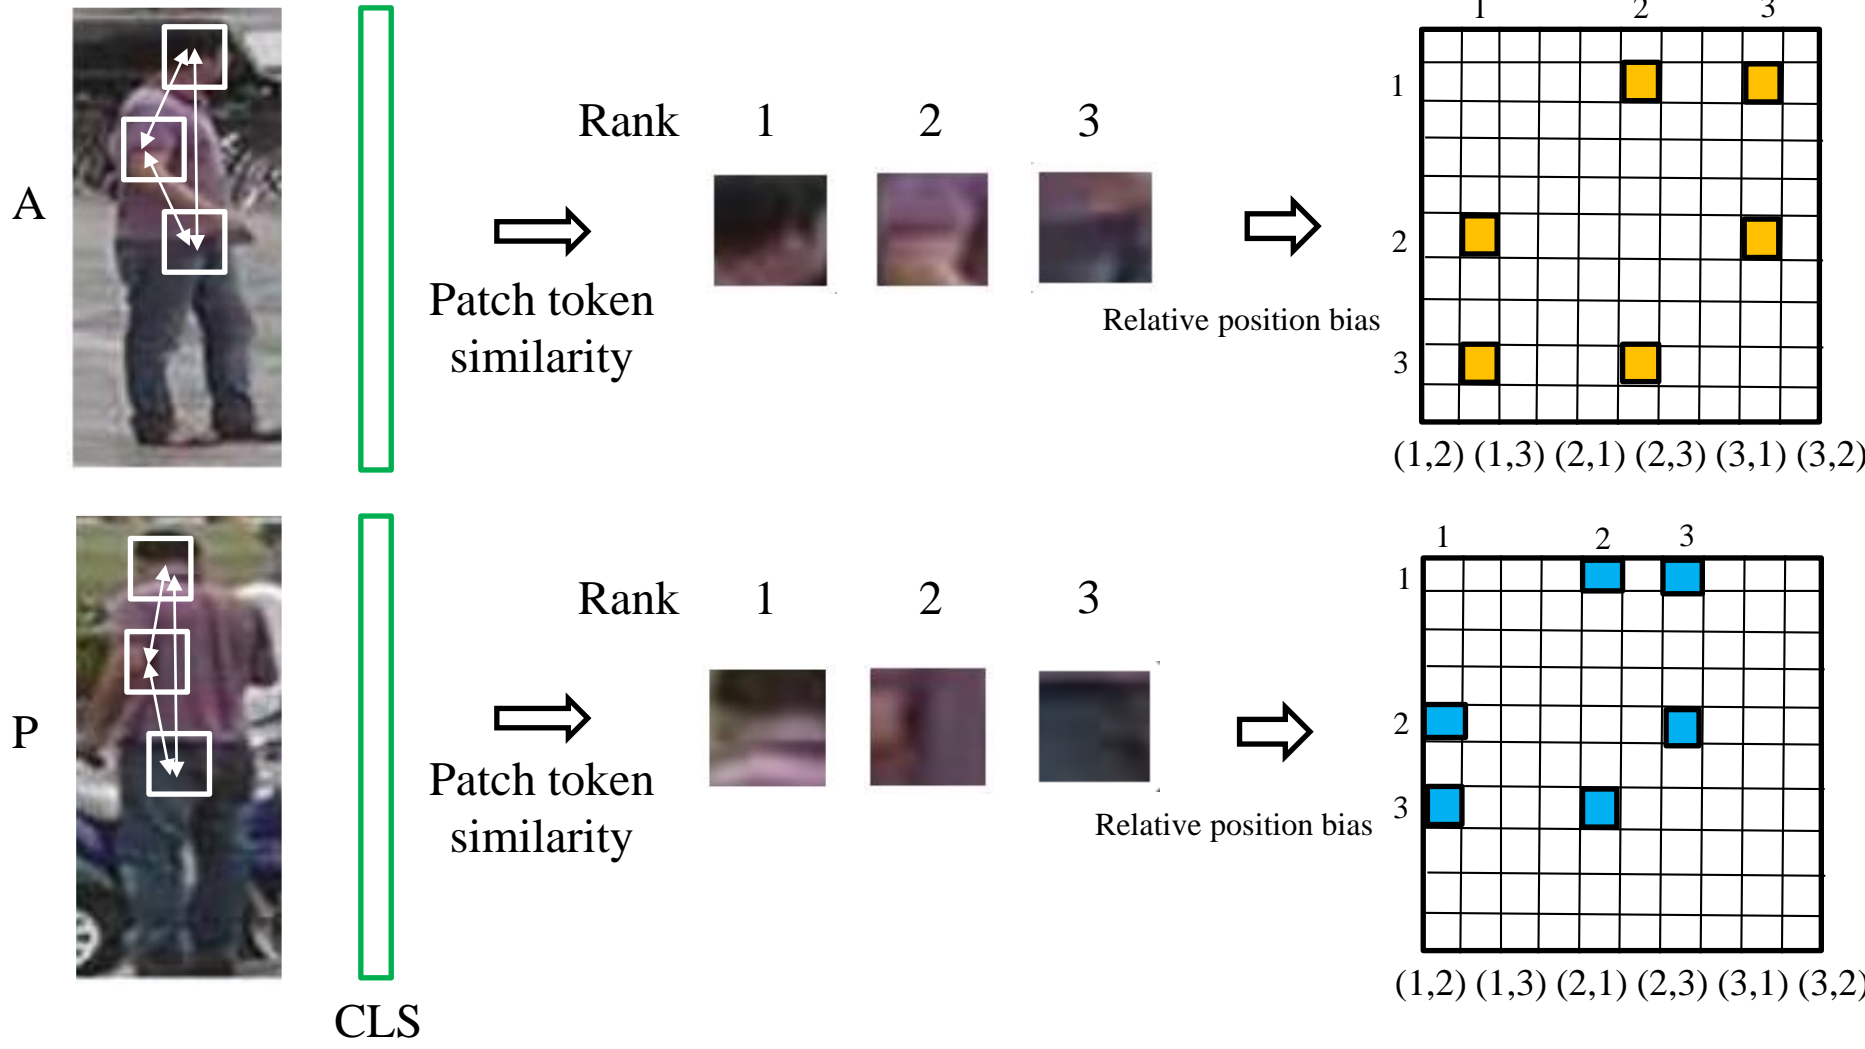 1 2 3
1
Rank 1 2 3
A
2
Patch token
similarity
Relative position bias
3
(1,2) (1,3) (2,1) (2,3) (3,1) (3,2)
1 2 3
1
Rank 1 2 3
P
2
Patch token
similarity
Relative position bias
3
(1,2) (1,3) (2,1) (2,3) (3,1) (3,2)
CLS